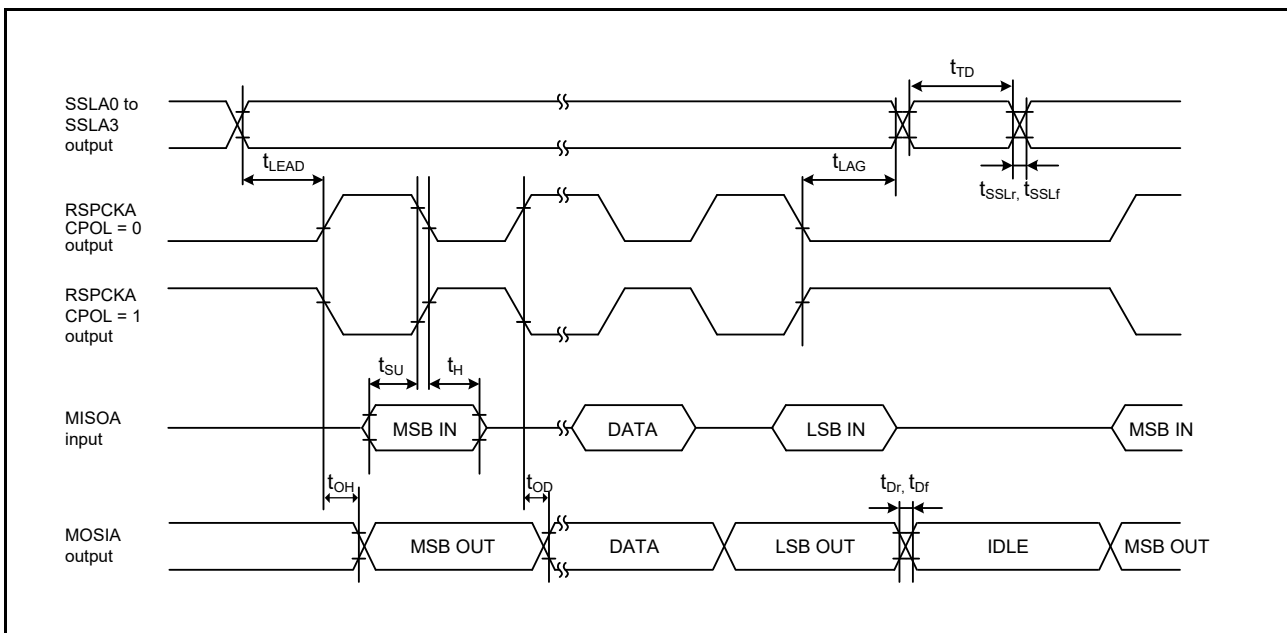 SSLA0 to
SSLA3
output
tTD
tLEAD
tLAG
tSSLr, tSSLf
RSPCKA
CPOL = 0
output
RSPCKA
CPOL = 1
output
tSU
tH
MISOA
input
MSB IN
DATA
LSB IN
MSB IN
tOH
tOD
tDr, tDf
MOSIA
output
MSB OUT
DATA
LSB OUT
IDLE
MSB OUT